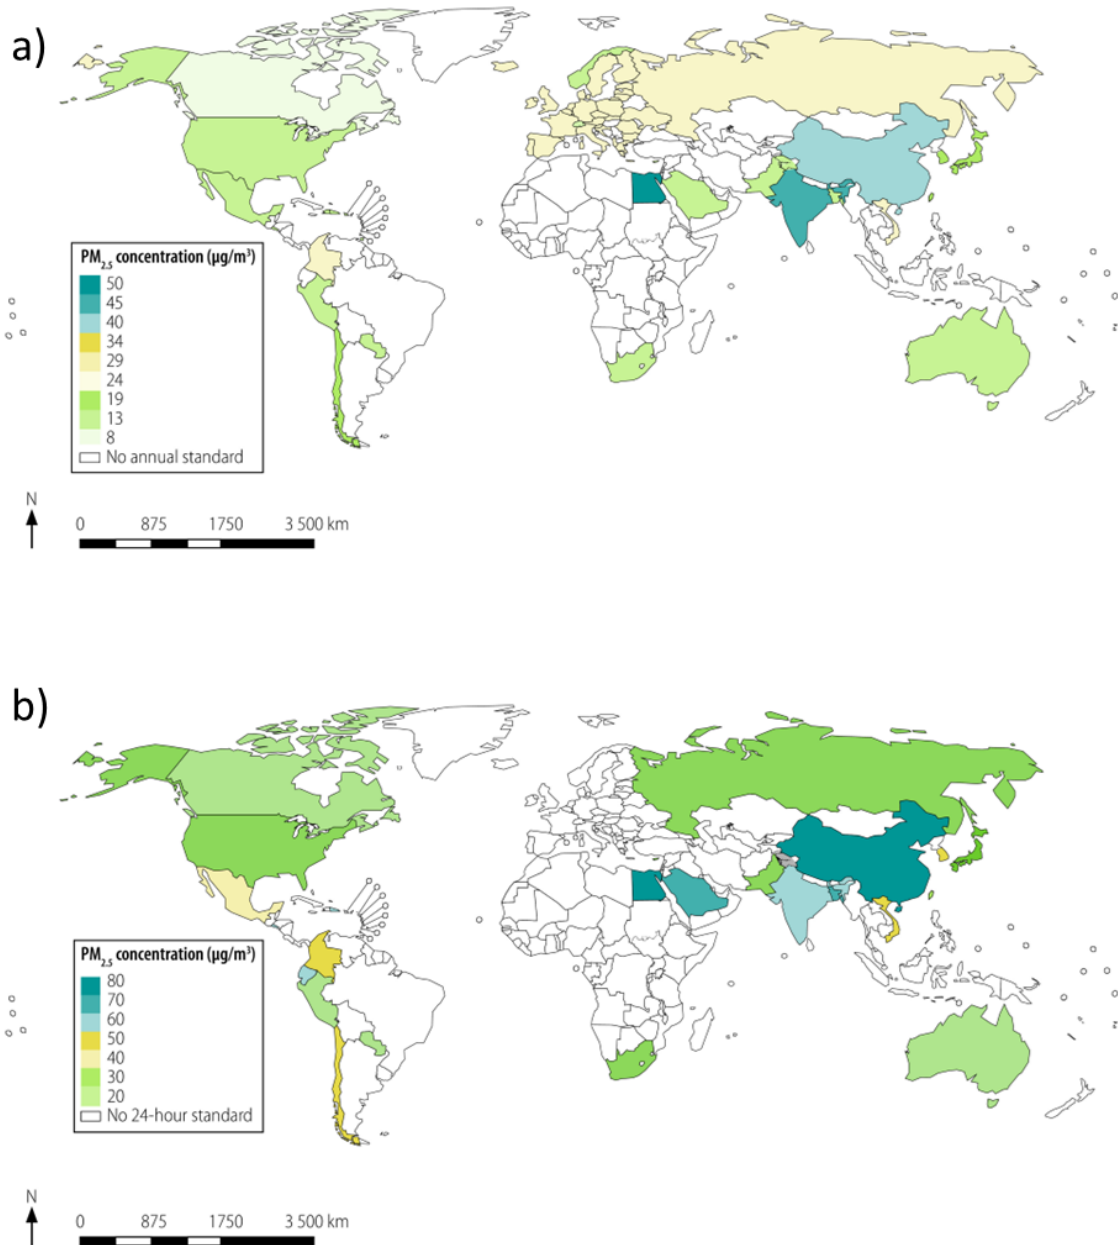 a)
PM2.5 concentration (µg/m³)
50
45
40
34
29
24
19
13
8
No annual standard
N
0 875 1750 3 500 km
b)
PM2.5 concentration (µg/m³)
80
70
60
50
40
30
20
No 24-hour standard
N
0 875 1750 3 500 km